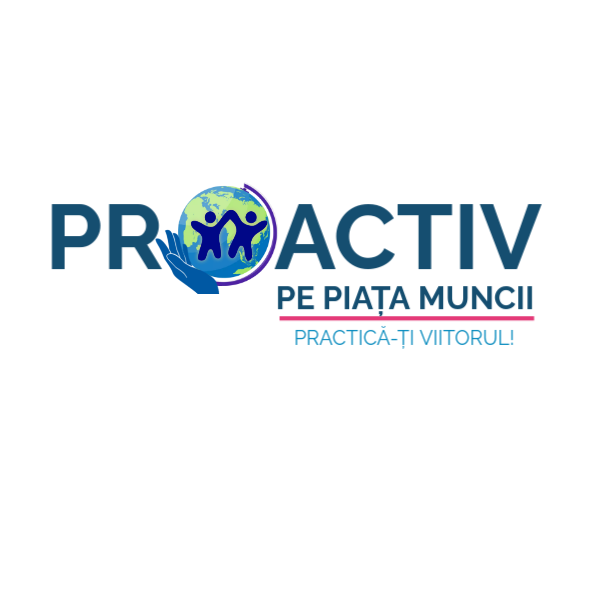 PROACTIV
PE PIAȚA MUNCII
PRACTICĂ-ȚI VIITORUL!